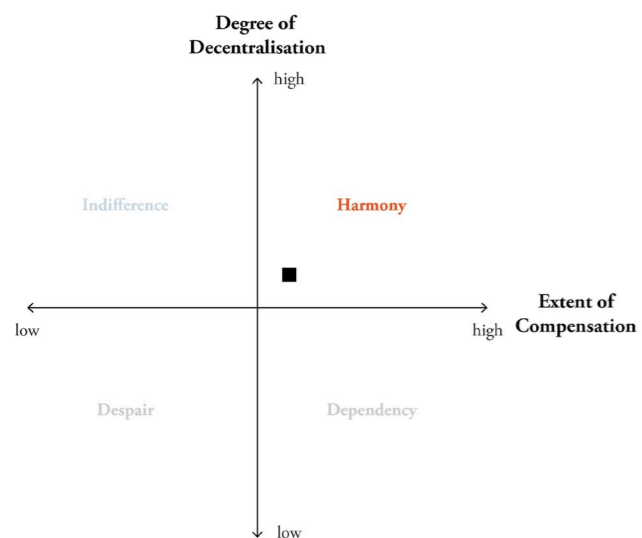 Degree of
Decentralisation
high
Indifference
Harmony
Extent of
Compensation
low
high
Despair
Dependency
low